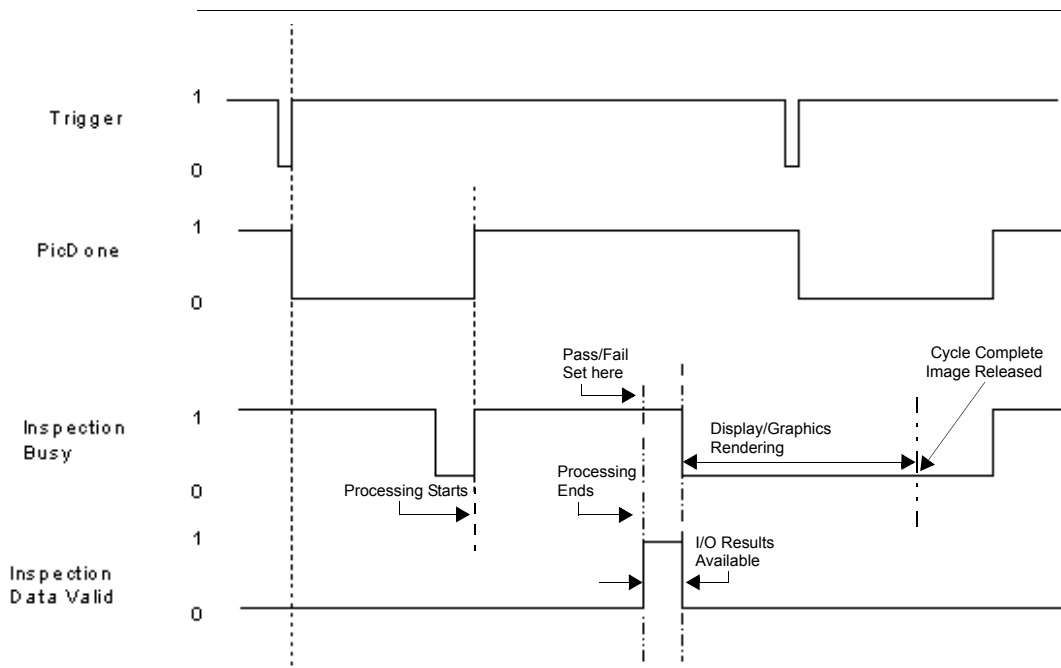 Trigger
1
0
PicDone
1
0
Inspection
Busy
1
0
Pass/Fail
Set here
Cycle Complete
Image Released
Display/Graphics
Rendering
Processing Starts
Processing
Ends
Inspection
Data Valid
1
0
I/O Results
Available